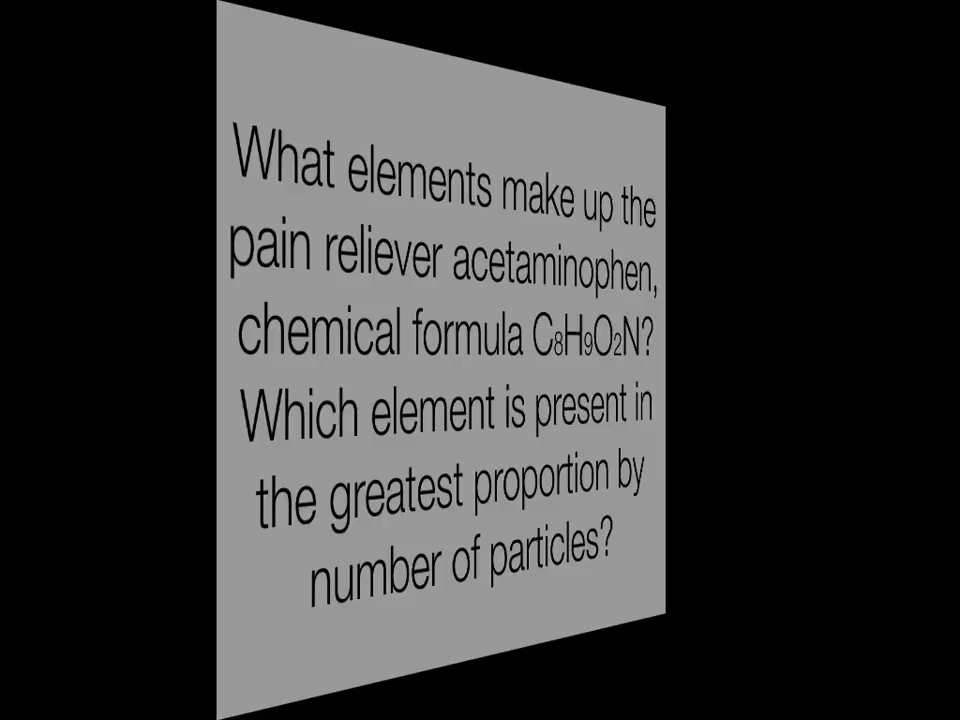 What elements make up the
pain reliever acetaminophen,
chemical formula C₈H₉O₂N?
Which element is present in
the greatest proportion by
number of particles?